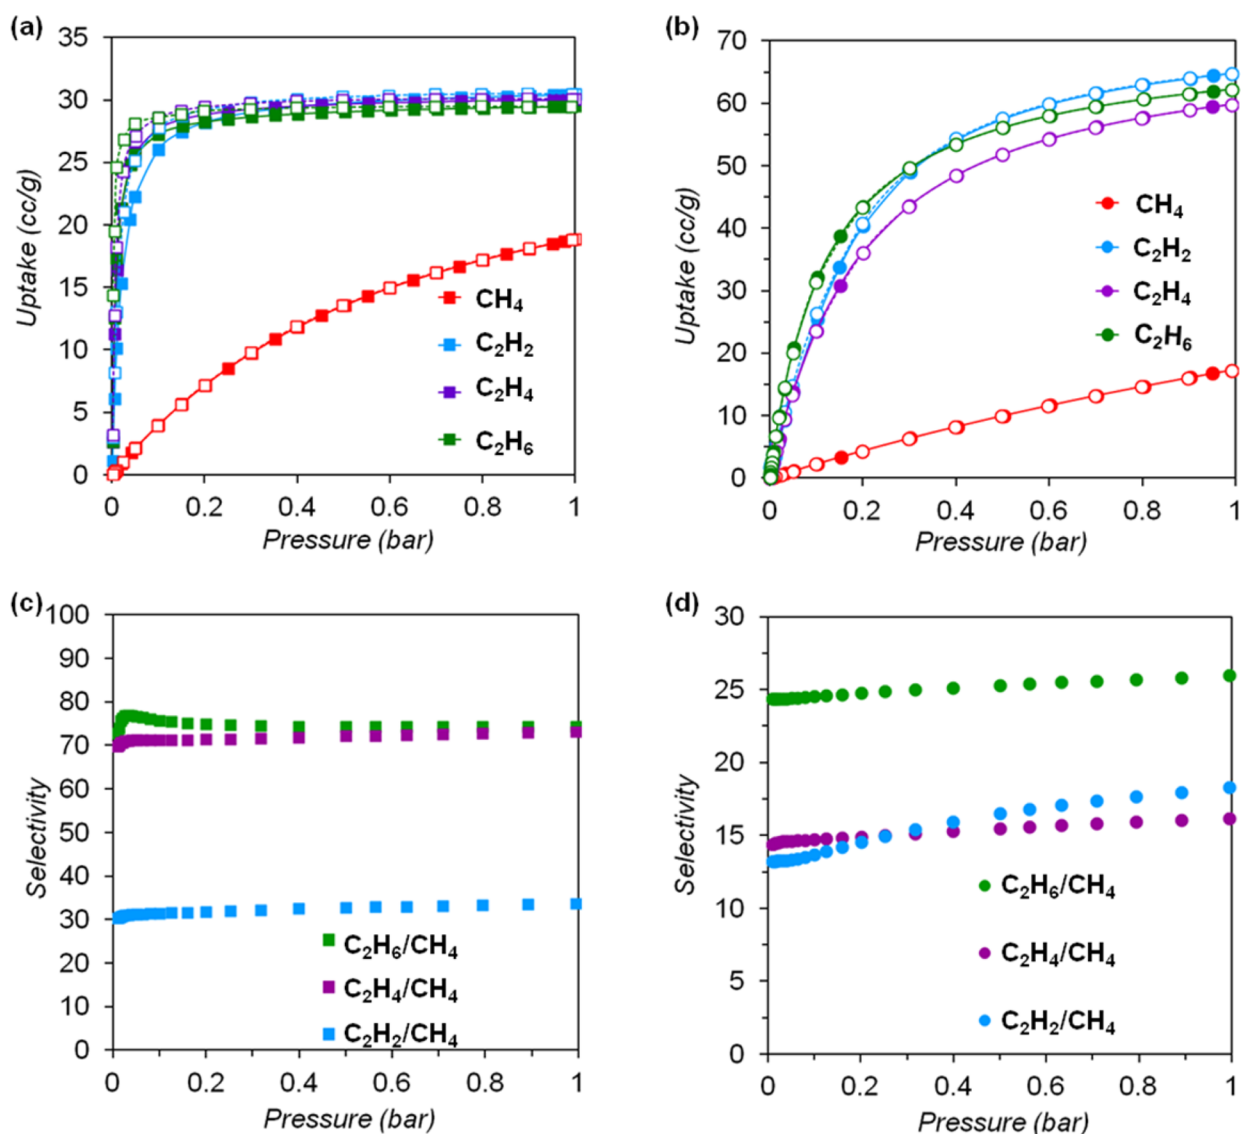 (a)
35
30
25
20
15
10
5
0
Uptake (cc/g)
CH4
C2H2
C2H4
C2H6
0 0.2 0.4 0.6 0.8 1
Pressure (bar)
(b)
70
60
50
40
30
20
10
0
Uptake (cc/g)
CH4
C2H2
C2H4
C2H6
0 0.2 0.4 0.6 0.8 1
Pressure (bar)
(c)
100
90
80
70
60
50
40
30
20
10
0
Selectivity
C2H6/CH4
C2H4/CH4
C2H2/CH4
0 0.2 0.4 0.6 0.8 1
Pressure (bar)
(d)
30
25
20
15
10
5
0
Selectivity
C2H6/CH4
C2H4/CH4
C2H2/CH4
0 0.2 0.4 0.6 0.8 1
Pressure (bar)